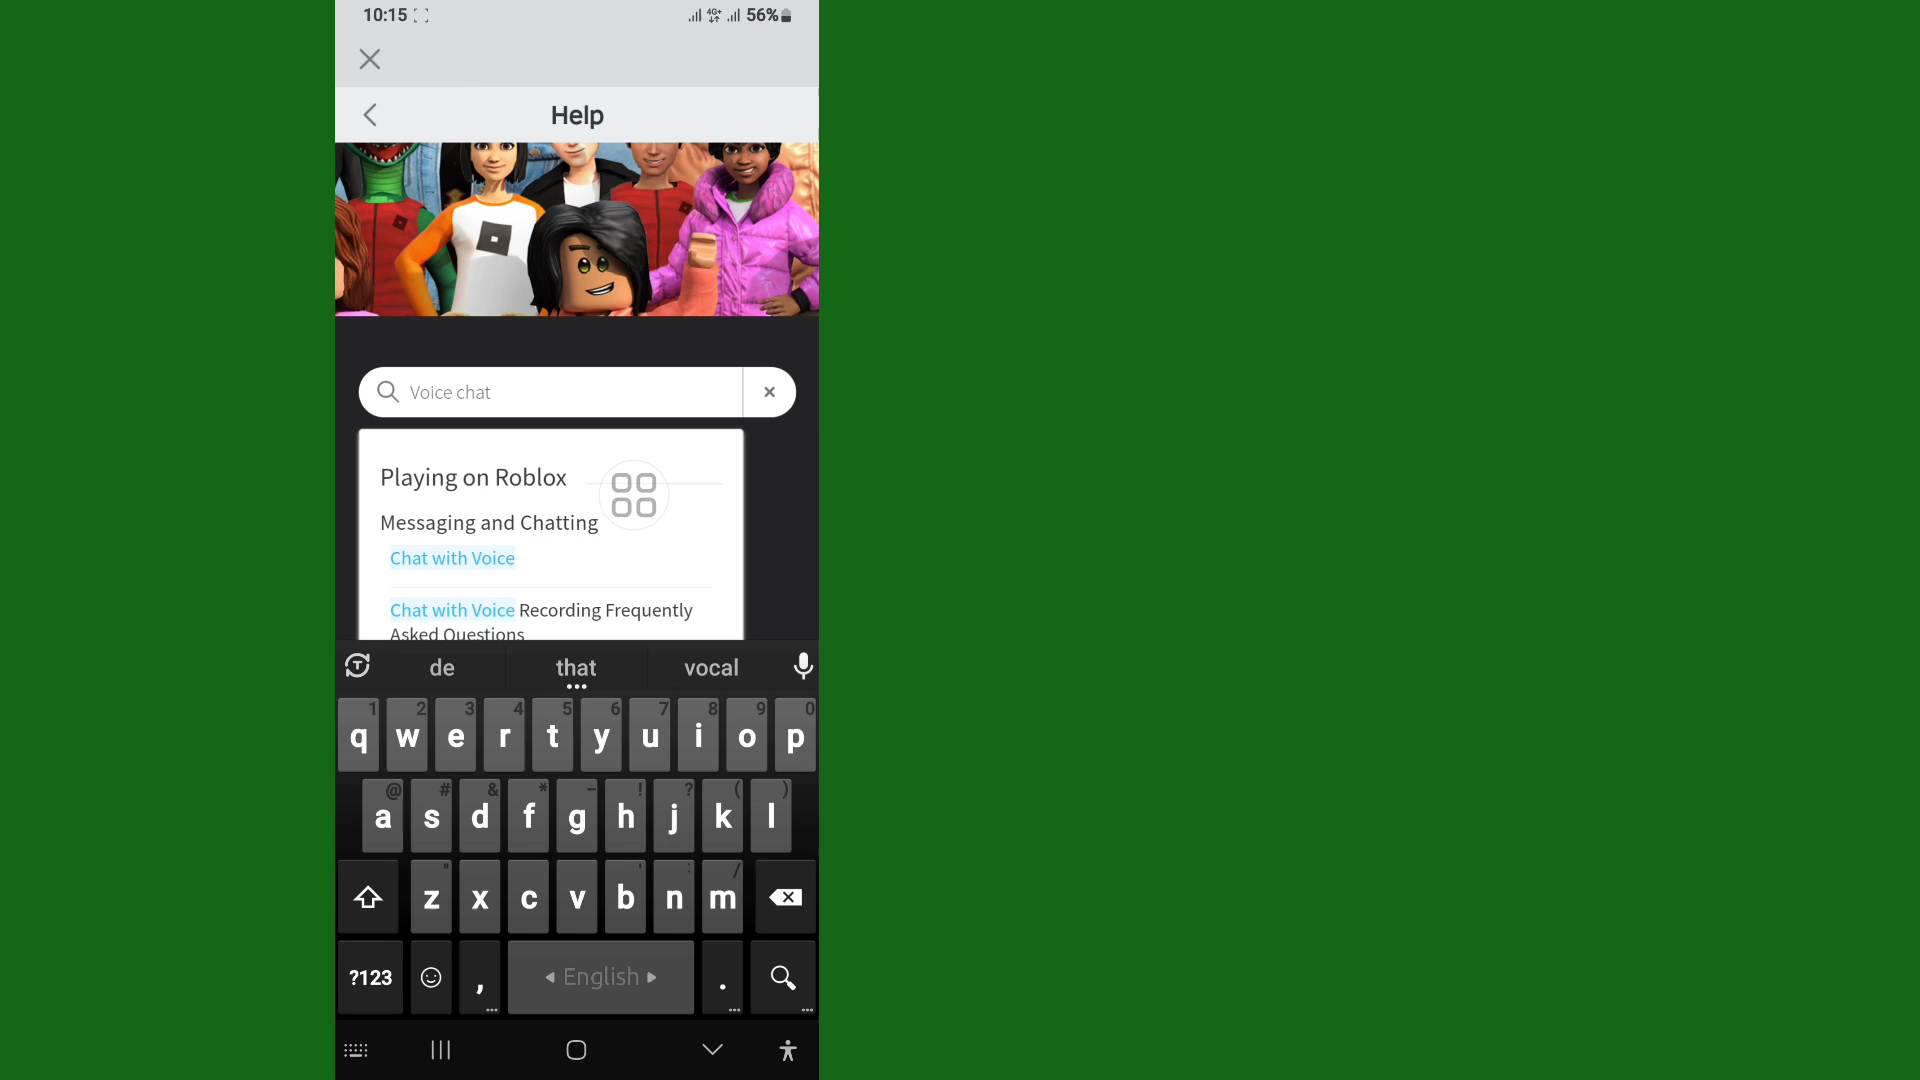 10:15 4G+ 56%
Help
Voice chat
Playing on Roblox
Messaging and Chatting
Chat with Voice
Chat with Voice Recording Frequently
Asked Questions
de that vocal
1 2 3 4 5 6 7 8 9 0
q w e r t y u i o p
@ # & * - ! ? ( )
a s d f g h j k l
" ' : /
z x c v b n m
?123 , English .